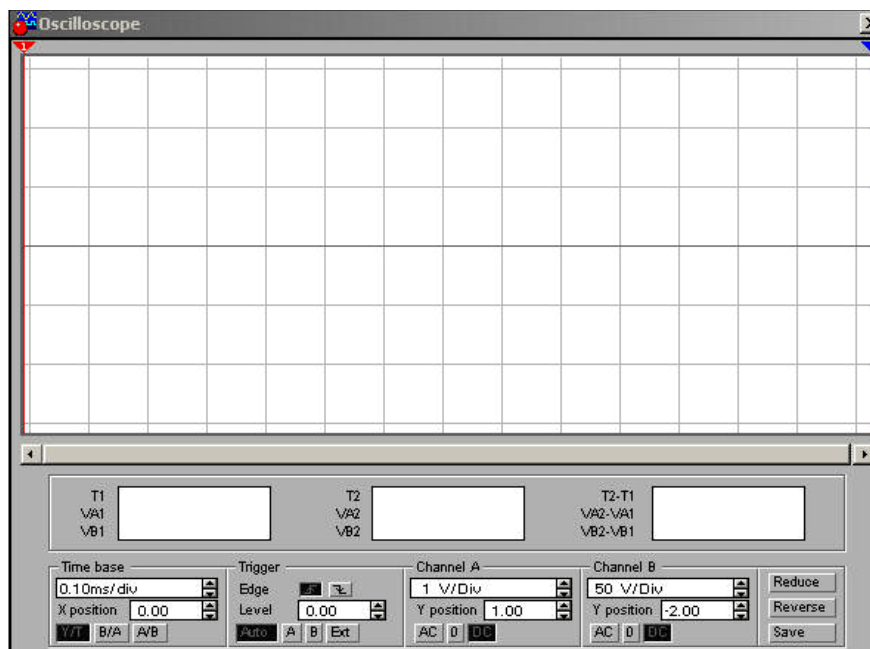 Oscilloscope
1
T1 T2 T2-T1
VA1 VA2 VA2-VA1
VB1 VB2 VB2-VB1
Time base Trigger Channel A Channel B
0.10ms/div Edge 1 V/Div 50 V/Div Reduce
X position 0.00 Level 0.00 Y position 1.00 Y position -2.00 Reverse
Y/T B/A A/B Auto A B Ext AC 0 DC AC 0 DC Save